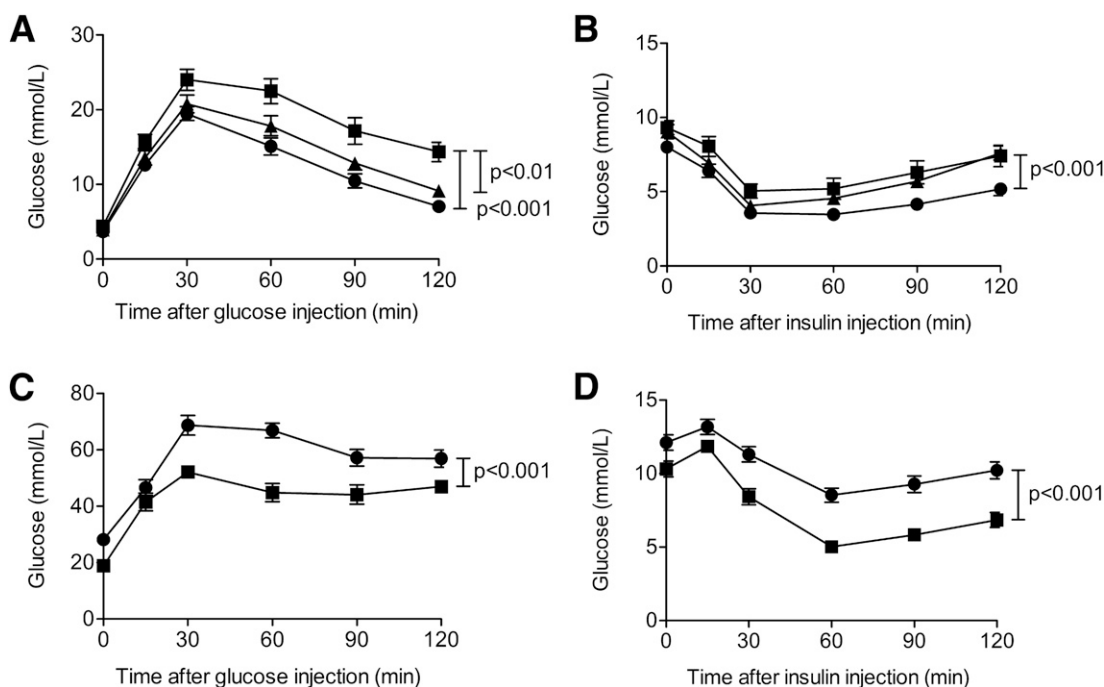 A
Glucose (mmol/L)
30
20
10
0
0 30 60 90 120
Time after glucose injection (min)
p<0.01
p<0.001
B
Glucose (mmol/L)
15
10
5
0
0 30 60 90 120
Time after insulin injection (min)
p<0.001
C
Glucose (mmol/L)
80
60
40
20
0
0 30 60 90 120
Time after glucose injection (min)
p<0.001
D
Glucose (mmol/L)
15
10
5
0
0 30 60 90 120
Time after insulin injection (min)
p<0.001